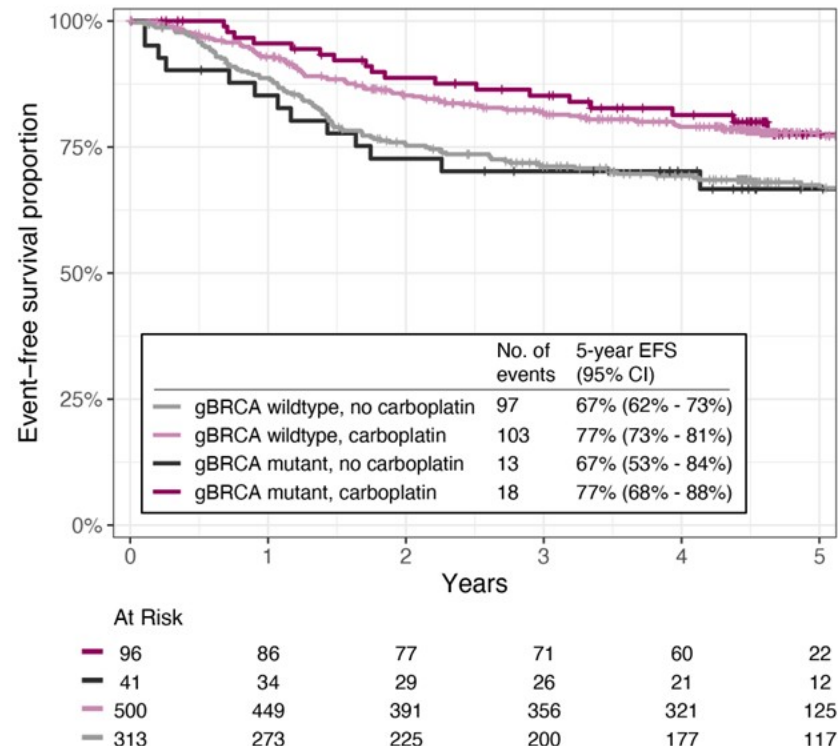 100%
75%
50%
25%
0%
Event-free survival proportion
No. of events 5-year EFS (95% CI)
gBRCA wildtype, no carboplatin 97 67% (62% - 73%)
gBRCA wildtype, carboplatin 103 77% (73% - 81%)
gBRCA mutant, no carboplatin 13 67% (53% - 84%)
gBRCA mutant, carboplatin 18 77% (68% - 88%)
0 1 2 3 4 5
Years
At Risk
96 86 77 71 60 22
41 34 29 26 21 12
500 449 391 356 321 125
313 273 225 200 177 117